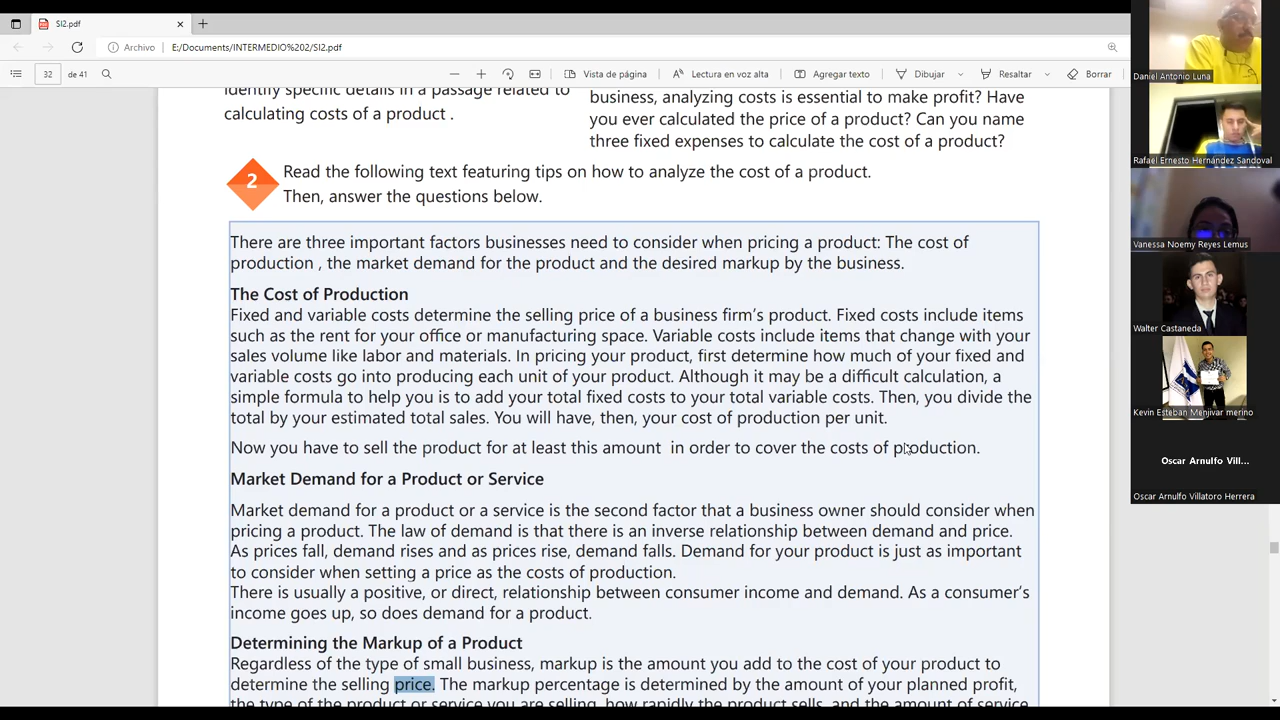 SI2.pdf
Archivo
E:/Documents/INTERMEDIO%202/SI2.pdf
32
de 41
Vista de página
Lectura en voz alta
Agregar texto
Dibujar
Resaltar
Borrar
identify specific details in a passage related to
calculating costs of a product .
business, analyzing costs is essential to make profit? Have
you ever calculated the price of a product? Can you name
three fixed expenses to calculate the cost of a product?
2
Read the following text featuring tips on how to analyze the cost of a product.
Then, answer the questions below.
There are three important factors businesses need to consider when pricing a product: The cost of
production , the market demand for the product and the desired markup by the business.
The Cost of Production
Fixed and variable costs determine the selling price of a business firm's product. Fixed costs include items
such as the rent for your office or manufacturing space. Variable costs include items that change with your
sales volume like labor and materials. In pricing your product, first determine how much of your fixed and
variable costs go into producing each unit of your product. Although it may be a difficult calculation, a
simple formula to help you is to add your total fixed costs to your total variable costs. Then, you divide the
total by your estimated total sales. You will have, then, your cost of production per unit.
Now you have to sell the product for at least this amount in order to cover the costs of production.
Market Demand for a Product or Service
Market demand for a product or a service is the second factor that a business owner should consider when
pricing a product. The law of demand is that there is an inverse relationship between demand and price.
As prices fall, demand rises and as prices rise, demand falls. Demand for your product is just as important
to consider when setting a price as the costs of production.
There is usually a positive, or direct, relationship between consumer income and demand. As a consumer's
income goes up, so does demand for a product.
Determining the Markup of a Product
Regardless of the type of small business, markup is the amount you add to the cost of your product to
determine the selling price. The markup percentage is determined by the amount of your planned profit,
the type of the product or service you are selling, how rapidly the product sells, and the amount of service
Daniel Antonio Luna
Rafael Ernesto Hernández Sandoval
Vanessa Noemy Reyes Lemus
Walter Castaneda
Kevin Esteban Menjivar merino
Oscar Arnulfo Vill...
Oscar Arnulfo Villatoro Herrera